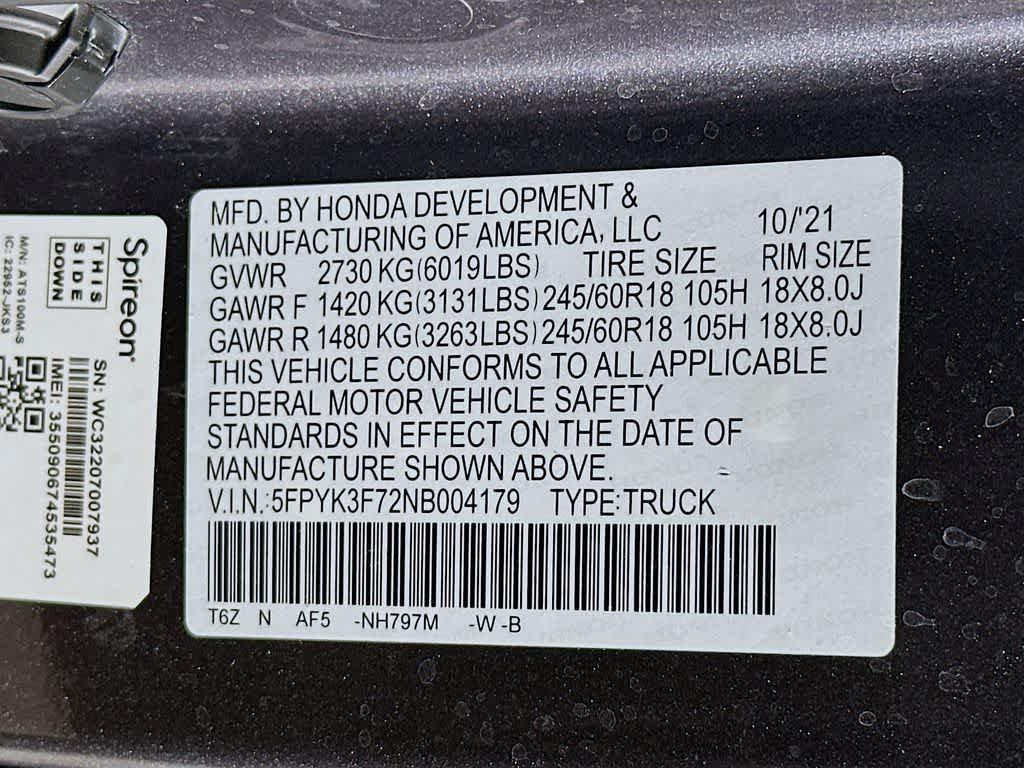 MFD. BY HONDA DEVELOPMENT &
MANUFACTURING OF AMERICA, LLC 10/'21
GVWR 2730 KG(6019LBS) TIRE SIZE RIM SIZE
GAWR F 1420 KG(3131LBS) 245/60R18 105H 18X8.0J
GAWR R 1480 KG(3263LBS) 245/60R18 105H 18X8.0J
THIS VEHICLE CONFORMS TO ALL APPLICABLE
FEDERAL MOTOR VEHICLE SAFETY
STANDARDS IN EFFECT ON THE DATE OF
MANUFACTURE SHOWN ABOVE.
V.I.N.:5FPYK3F72NB004179 TYPE:TRUCK
T6Z N AF5 -NH797M -W -B
Spireon
THIS
SIDE
DOWN
M/N: ATS100M-S
IC: 22952-JKS3
SN: WC32207007937
IMEI: 355090674535473